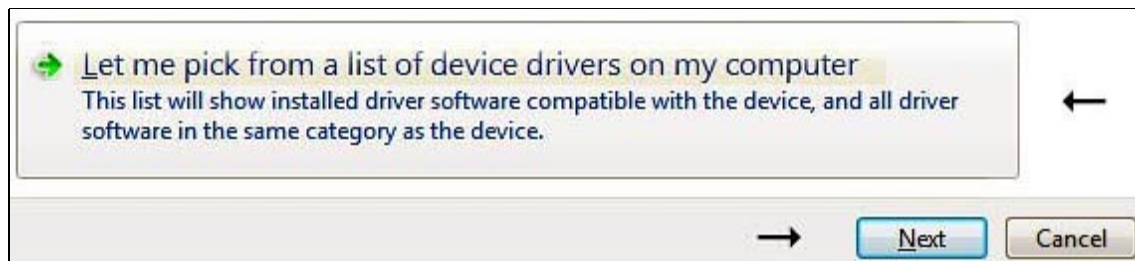 Let me pick from a list of device drivers on my computer
This list will show installed driver software compatible with the device, and all driver
software in the same category as the device.
Next Cancel